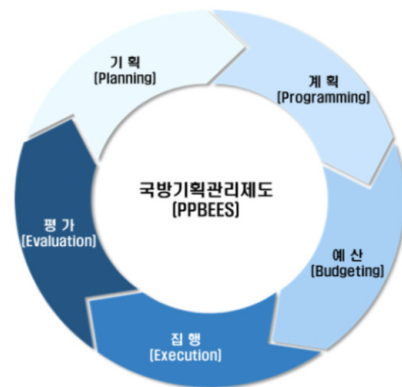 국방기획관리제도
(PPBEES)
기 획
(Planning)
계 획
(Programming)
예 산
(Budgeting)
집 행
(Execution)
평 가
(Evaluation)